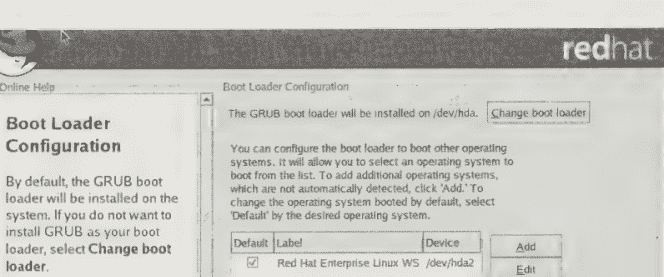 redhat
Online Help
Boot Loader
Configuration
By default, the GRUB boot
loader will be installed on the
system. If you do not want to
install GRUB as your boot
loader, select Change boot
loader.
Boot Loader Configuration
The GRUB boot loader will be installed on /dev/hda.
Change boot loader
You can configure the boot loader to boot other operating
systems. It will allow you to select an operating system to
boot from the list. To add additional operating systems,
which are not automatically detected, click 'Add.' To
change the operating system booted by default, select
'Default' by the desired operating system.
Default Label Device
Red Hat Enterprise Linux WS /dev/hda2
Add
Edit